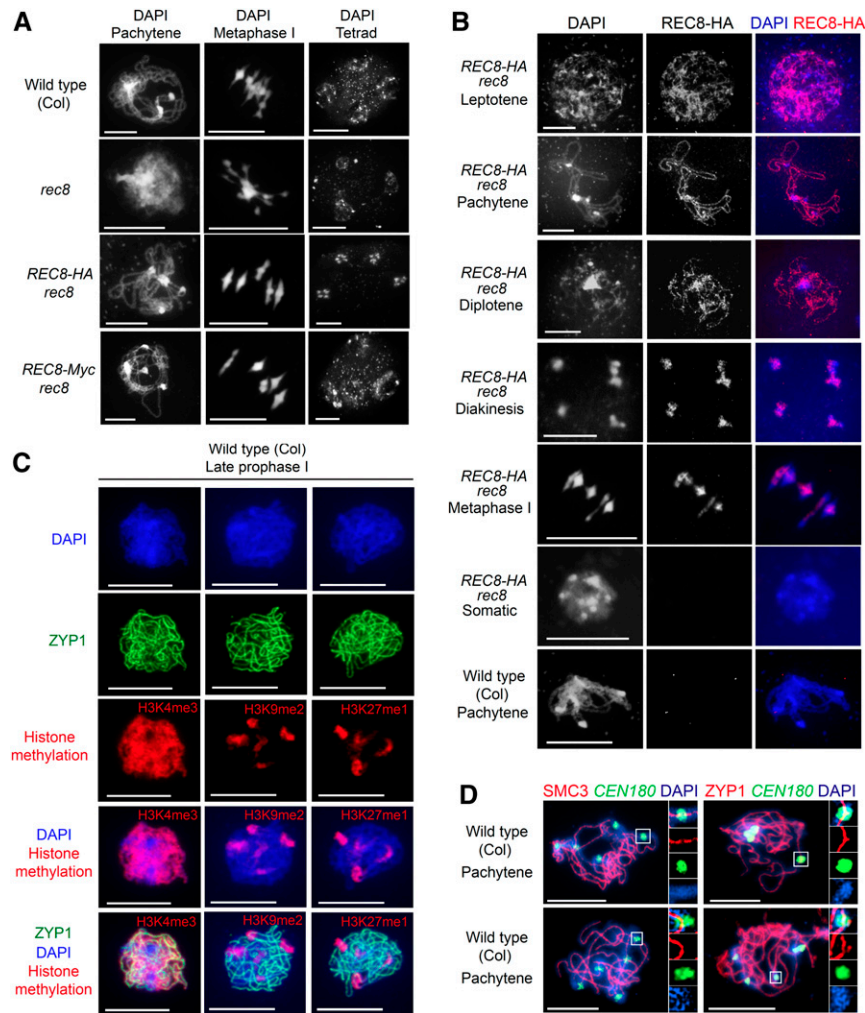 A
DAPI
Pachytene
DAPI
Metaphase I
DAPI
Tetrad
Wild type
(Col)
rec8
REC8-HA
rec8
REC8-Myc
rec8
B
DAPI
REC8-HA
DAPI REC8-HA
REC8-HA
rec8
Leptotene
REC8-HA
rec8
Pachytene
REC8-HA
rec8
Diplotene
REC8-HA
rec8
Diakinesis
REC8-HA
rec8
Metaphase I
REC8-HA
rec8
Somatic
Wild type
(Col)
Pachytene
C
Wild type (Col)
Late prophase I
DAPI
ZYP1
Histone
methylation
H3K4me3
H3K9me2
H3K27me1
DAPI
Histone
methylation
H3K4me3
H3K9me2
H3K27me1
ZYP1
DAPI
Histone
methylation
H3K4me3
H3K9me2
H3K27me1
D
SMC3 CEN180 DAPI
ZYP1 CEN180 DAPI
Wild type
(Col)
Pachytene
Wild type
(Col)
Pachytene